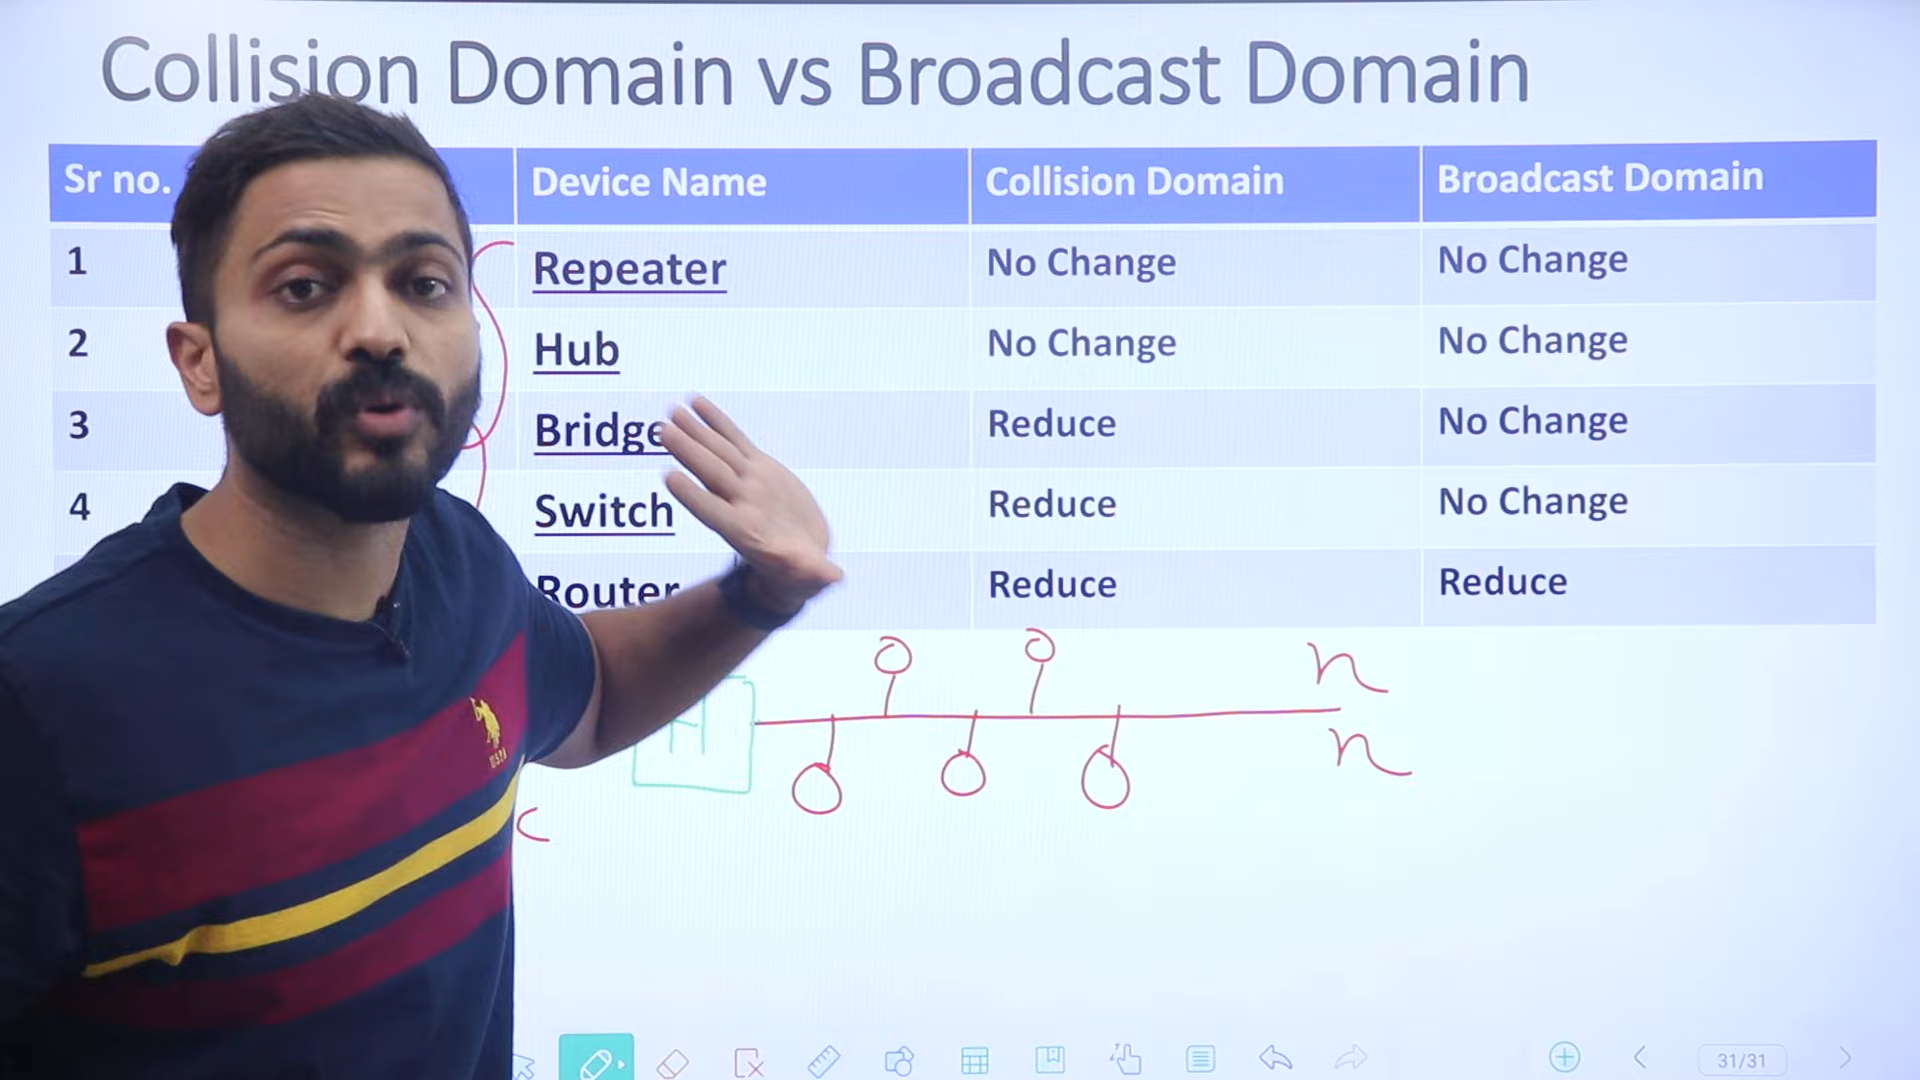 Collision Domain vs Broadcast Domain
Sr no. Device Name Collision Domain Broadcast Domain
1 Repeater No Change No Change
2 Hub No Change No Change
3 Bridge Reduce No Change
4 Switch Reduce No Change
Router Reduce Reduce
n
H
n
USPA
C
31/31